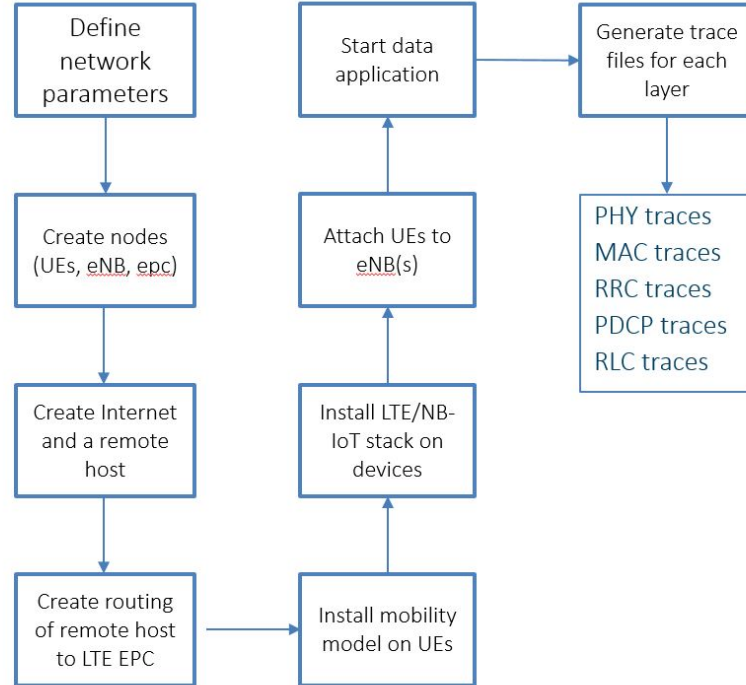 Define
network
parameters
Create nodes
(UEs, eNB, epc)
Create Internet
and a remote
host
Create routing
of remote host
to LTE EPC
Install mobility
model on UEs
Install LTE/NB-
IoT stack on
devices
Attach UEs to
eNB(s)
Start data
application
Generate trace
files for each
layer
PHY traces
MAC traces
RRC traces
PDCP traces
RLC traces